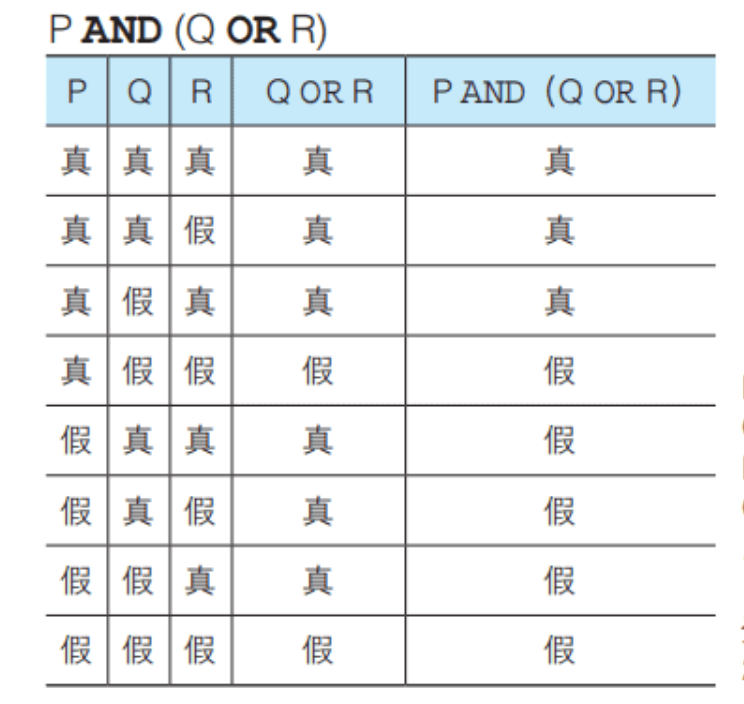 P AND (Q OR R)
P Q R Q OR R P AND (Q OR R)
真 真 真 真 真
真 真 假 真 真
真 假 真 真 真
真 假 假 假 假
假 真 真 真 假
假 真 假 真 假
假 假 真 真 假
假 假 假 假 假